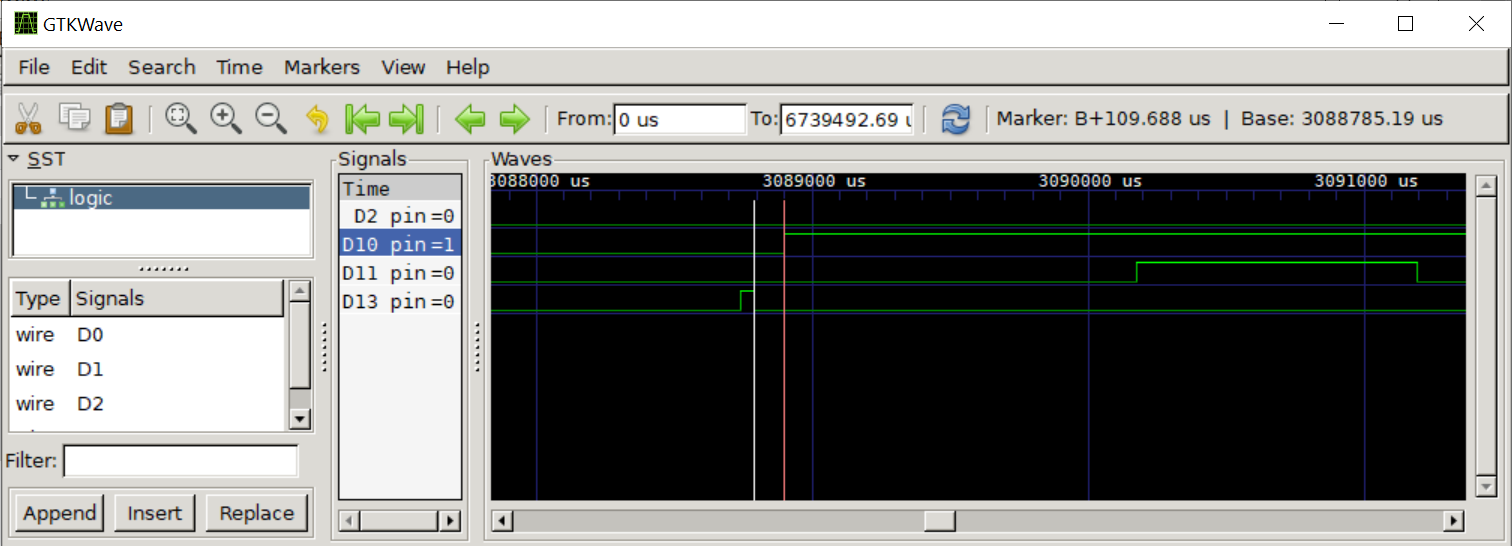 GTKWave
File Edit Search Time Markers View Help
From: 0 us To: 6739492.69 u Marker: B+109.688 us | Base: 3088785.19 us
SST
logic
Type Signals
wire D0
wire D1
wire D2
Filter:
Append Insert Replace
Signals
Time
D2 pin=0
D10 pin=1
D11 pin=0
D13 pin=0
Waves
3088000 us 3089000 us 3090000 us 3091000 us